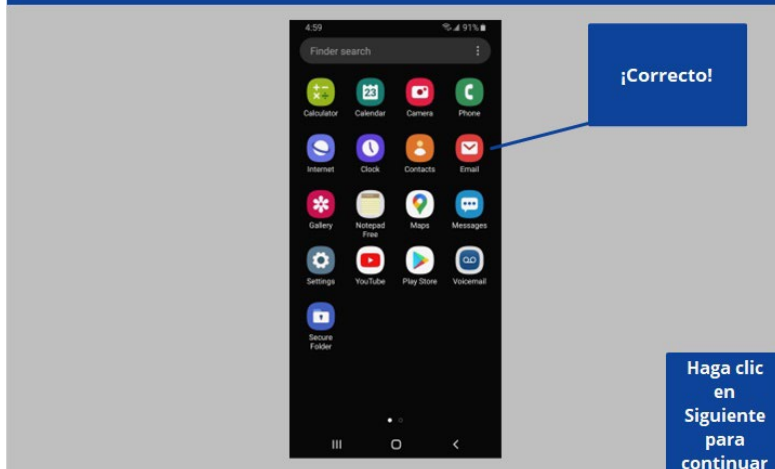 4:59 91%
Finder search
¡Correcto!
Calculator Calendar Camera Phone
23
Internet Clock Contacts Email
Gallery Notepad Free Maps Messages
Settings YouTube Play Store Voicemail
Secure
Folder
Haga clic
en
Siguiente
para
continuar